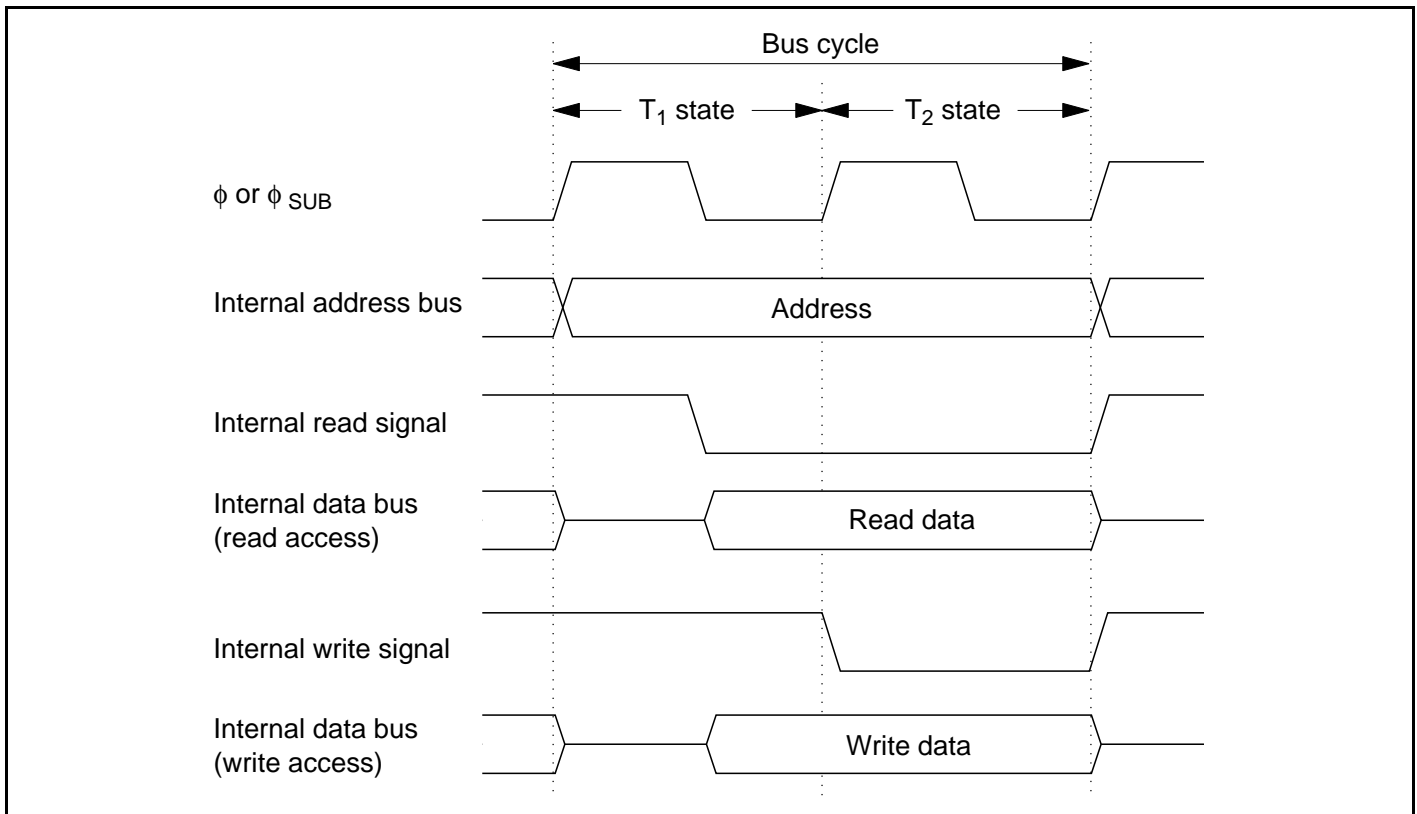 Bus cycle
T1 state
T2 state
ϕ or ϕ SUB
Internal address bus
Address
Internal read signal
Internal data bus
(read access)
Read data
Internal write signal
Internal data bus
(write access)
Write data